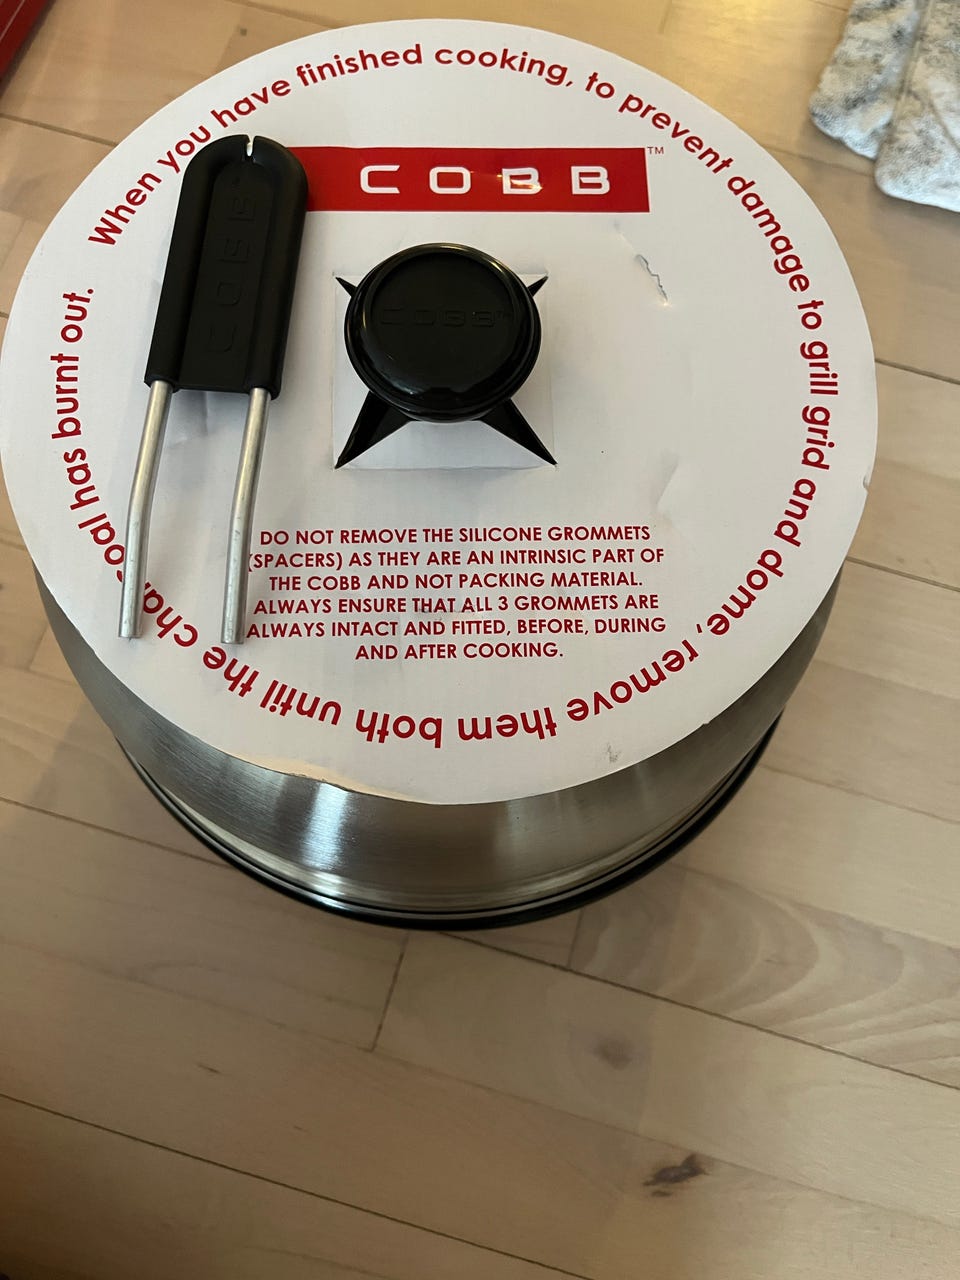 When you have finished cooking, to prevent damage to grill grid and dome, remove them both until the charcoal has burnt out.
COBB™
COBB
COBB™
DO NOT REMOVE THE SILICONE GROMMETS
(SPACERS) AS THEY ARE AN INTRINSIC PART OF
THE COBB AND NOT PACKING MATERIAL.
ALWAYS ENSURE THAT ALL 3 GROMMETS ARE
ALWAYS INTACT AND FITTED, BEFORE, DURING
AND AFTER COOKING.